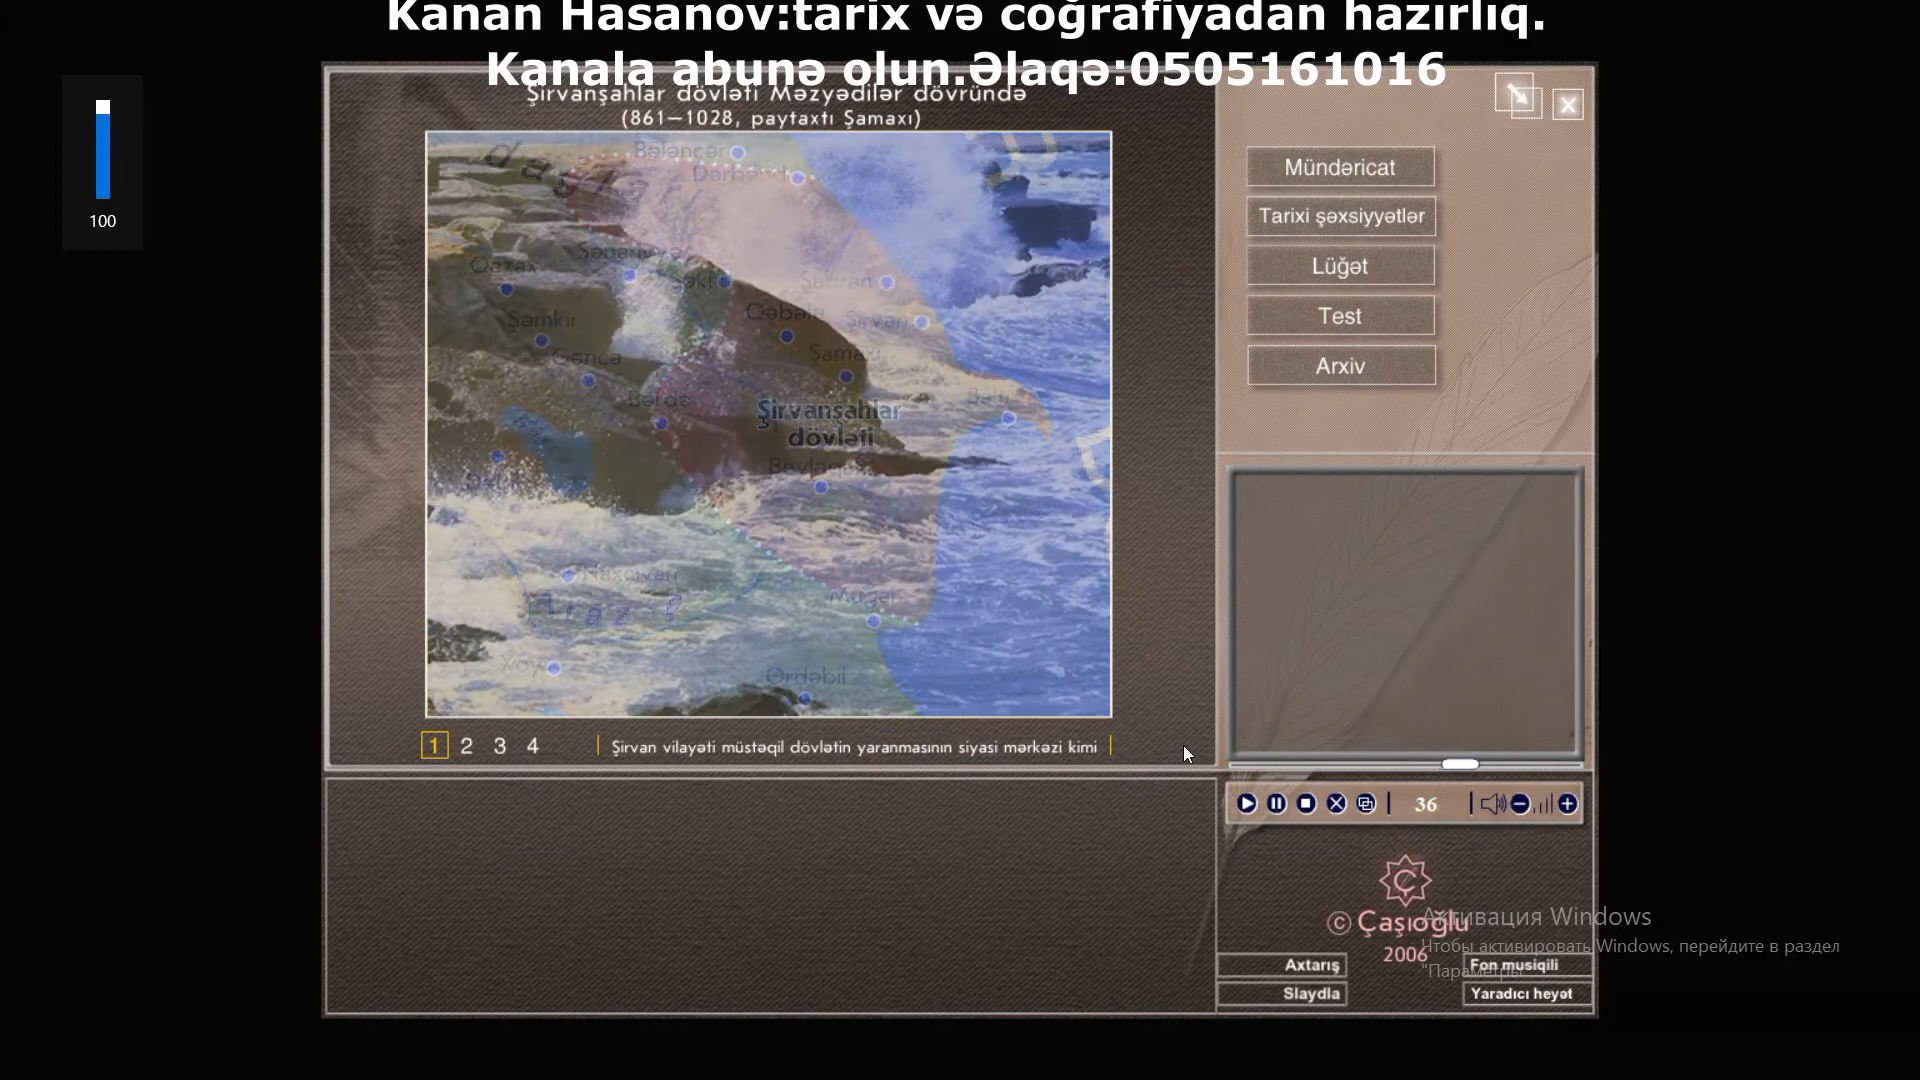 Kanan Hasanov:tarix və coğrafiyadan hazırlıq.
Kanala abunə olun.Əlaqə:0505161016
Şirvanşahlar dövləti Məzyədilər dövründə
(861—1028, paytaxtı Şamaxı)
100
Mündəricat
Tarixi şəxsiyyətlər
Lüğət
Test
Arxiv
dağları
Bələncər
Dərbənd
Qazax
Şəki
Şabran
Şəmkir
Qəbələ
Şirvan
Gəncə
Şamaxı
Bərdə
Bakı
Şirvanşahlar
dövləti
Beyləqan
Naxçıvan
Araz ç
Muğan
Xoy
Ərdəbil
1 2 3 4
Şirvan vilayəti müstəqil dövlətin yaranmasının siyasi mərkəzi kimi
36
© Çaşıoğlu
2006
Активация Windows
Чтобы активировать Windows, перейдите в раздел
"Параметры".
Axtarış
Fon musiqili
Slaydla
Yaradıcı heyət